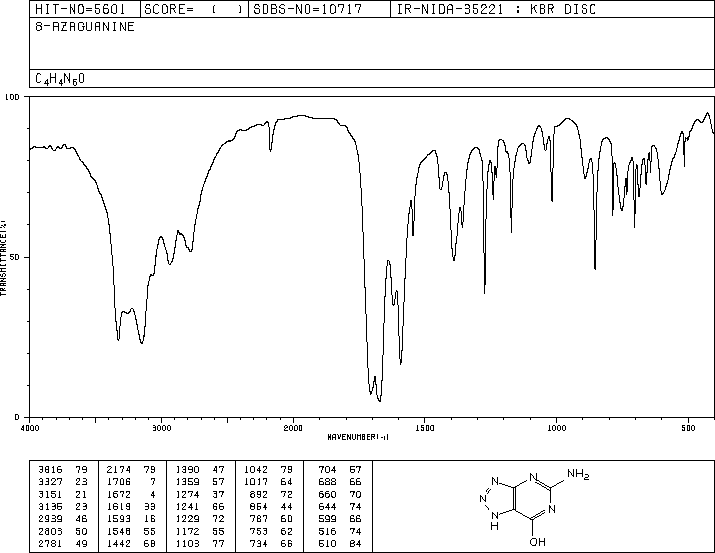 HIT-NO=5601 SCORE= ( ) SDBS-NO=10717 IR-NIDA-35221 : KBR DISC
8-AZAGUANINE
C4H4N6O
100
50
0
TRANSMITTANCE(%)
4000 3000 2000 1500 1000 500
WAVENUMBER(-1)
3816 79 2174 79 1390 47 1042 79 704 57
3327 23 1706 7 1359 57 1017 64 688 66
3151 21 1672 4 1274 37 892 72 660 70
3135 23 1619 33 1241 66 854 44 644 74
2939 46 1593 16 1229 72 787 60 599 66
2803 50 1548 55 1172 55 753 62 516 74
2781 49 1442 68 1103 77 734 66 510 84
N N NH2
N
N N
N
H
OH